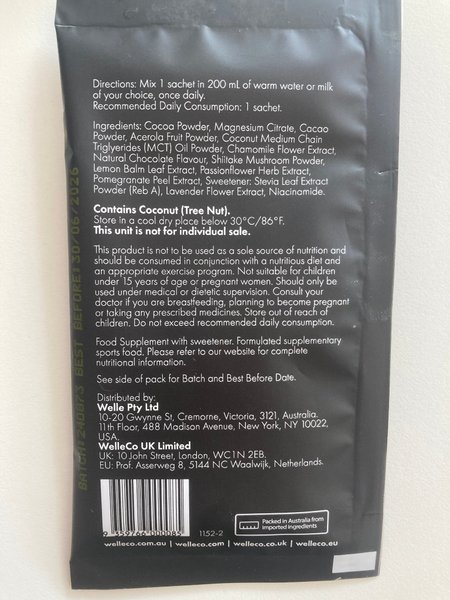 Directions: Mix 1 sachet in 200 mL of warm water or milk
of your choice, once daily.
Recommended Daily Consumption: 1 sachet.
Ingredients: Cocoa Powder, Magnesium Citrate, Cacao
Powder, Acerola Fruit Powder, Coconut Medium Chain
Triglyerides (MCT) Oil Powder, Chamomile Flower Extract,
Natural Chocolate Flavour, Shiitake Mushroom Powder,
Lemon Balm Leaf Extract, Passionflower Herb Extract,
Pomegranate Peel Extract, Sweetener: Stevia Leaf Extract
Powder (Reb A), Lavender Flower Extract, Niacinamide.
Contains Coconut (Tree Nut).
Store in a cool dry place below 30°C/86°F.
This unit is not for individual sale.
This product is not to be used as a sole source of nutrition and
should be consumed in conjunction with a nutritious diet and
an appropriate exercise program. Not suitable for children
under 15 years of age or pregnant women. Should only be
used under medical or dietetic supervision. Consult your
doctor if you are breastfeeding, planning to become pregnant
or taking any prescribed medicines. Store out of reach of
children. Do not exceed recommended daily consumption.
Food Supplement with sweetener. Formulated supplementary
sports food. Please refer to our website for complete
nutritional information.
See side of pack for Batch and Best Before Date.
Distributed by:
Welle Pty Ltd
10-20 Gwynne St, Cremorne, Victoria, 3121, Australia.
11th Floor, 488 Madison Avenue, New York, NY 10022,
USA.
WelleCo UK Limited
UK: 10 John Street, London, WC1N 2EB.
EU: Prof. Asserweg 8, 5144 NC Waalwijk, Netherlands.
9 359766 000085
1152-2
Packed in Australia from
imported ingredients
welleco.com.au | welleco.com | welleco.co.uk | welleco.eu
BEST BEFORE: 30/06/2026